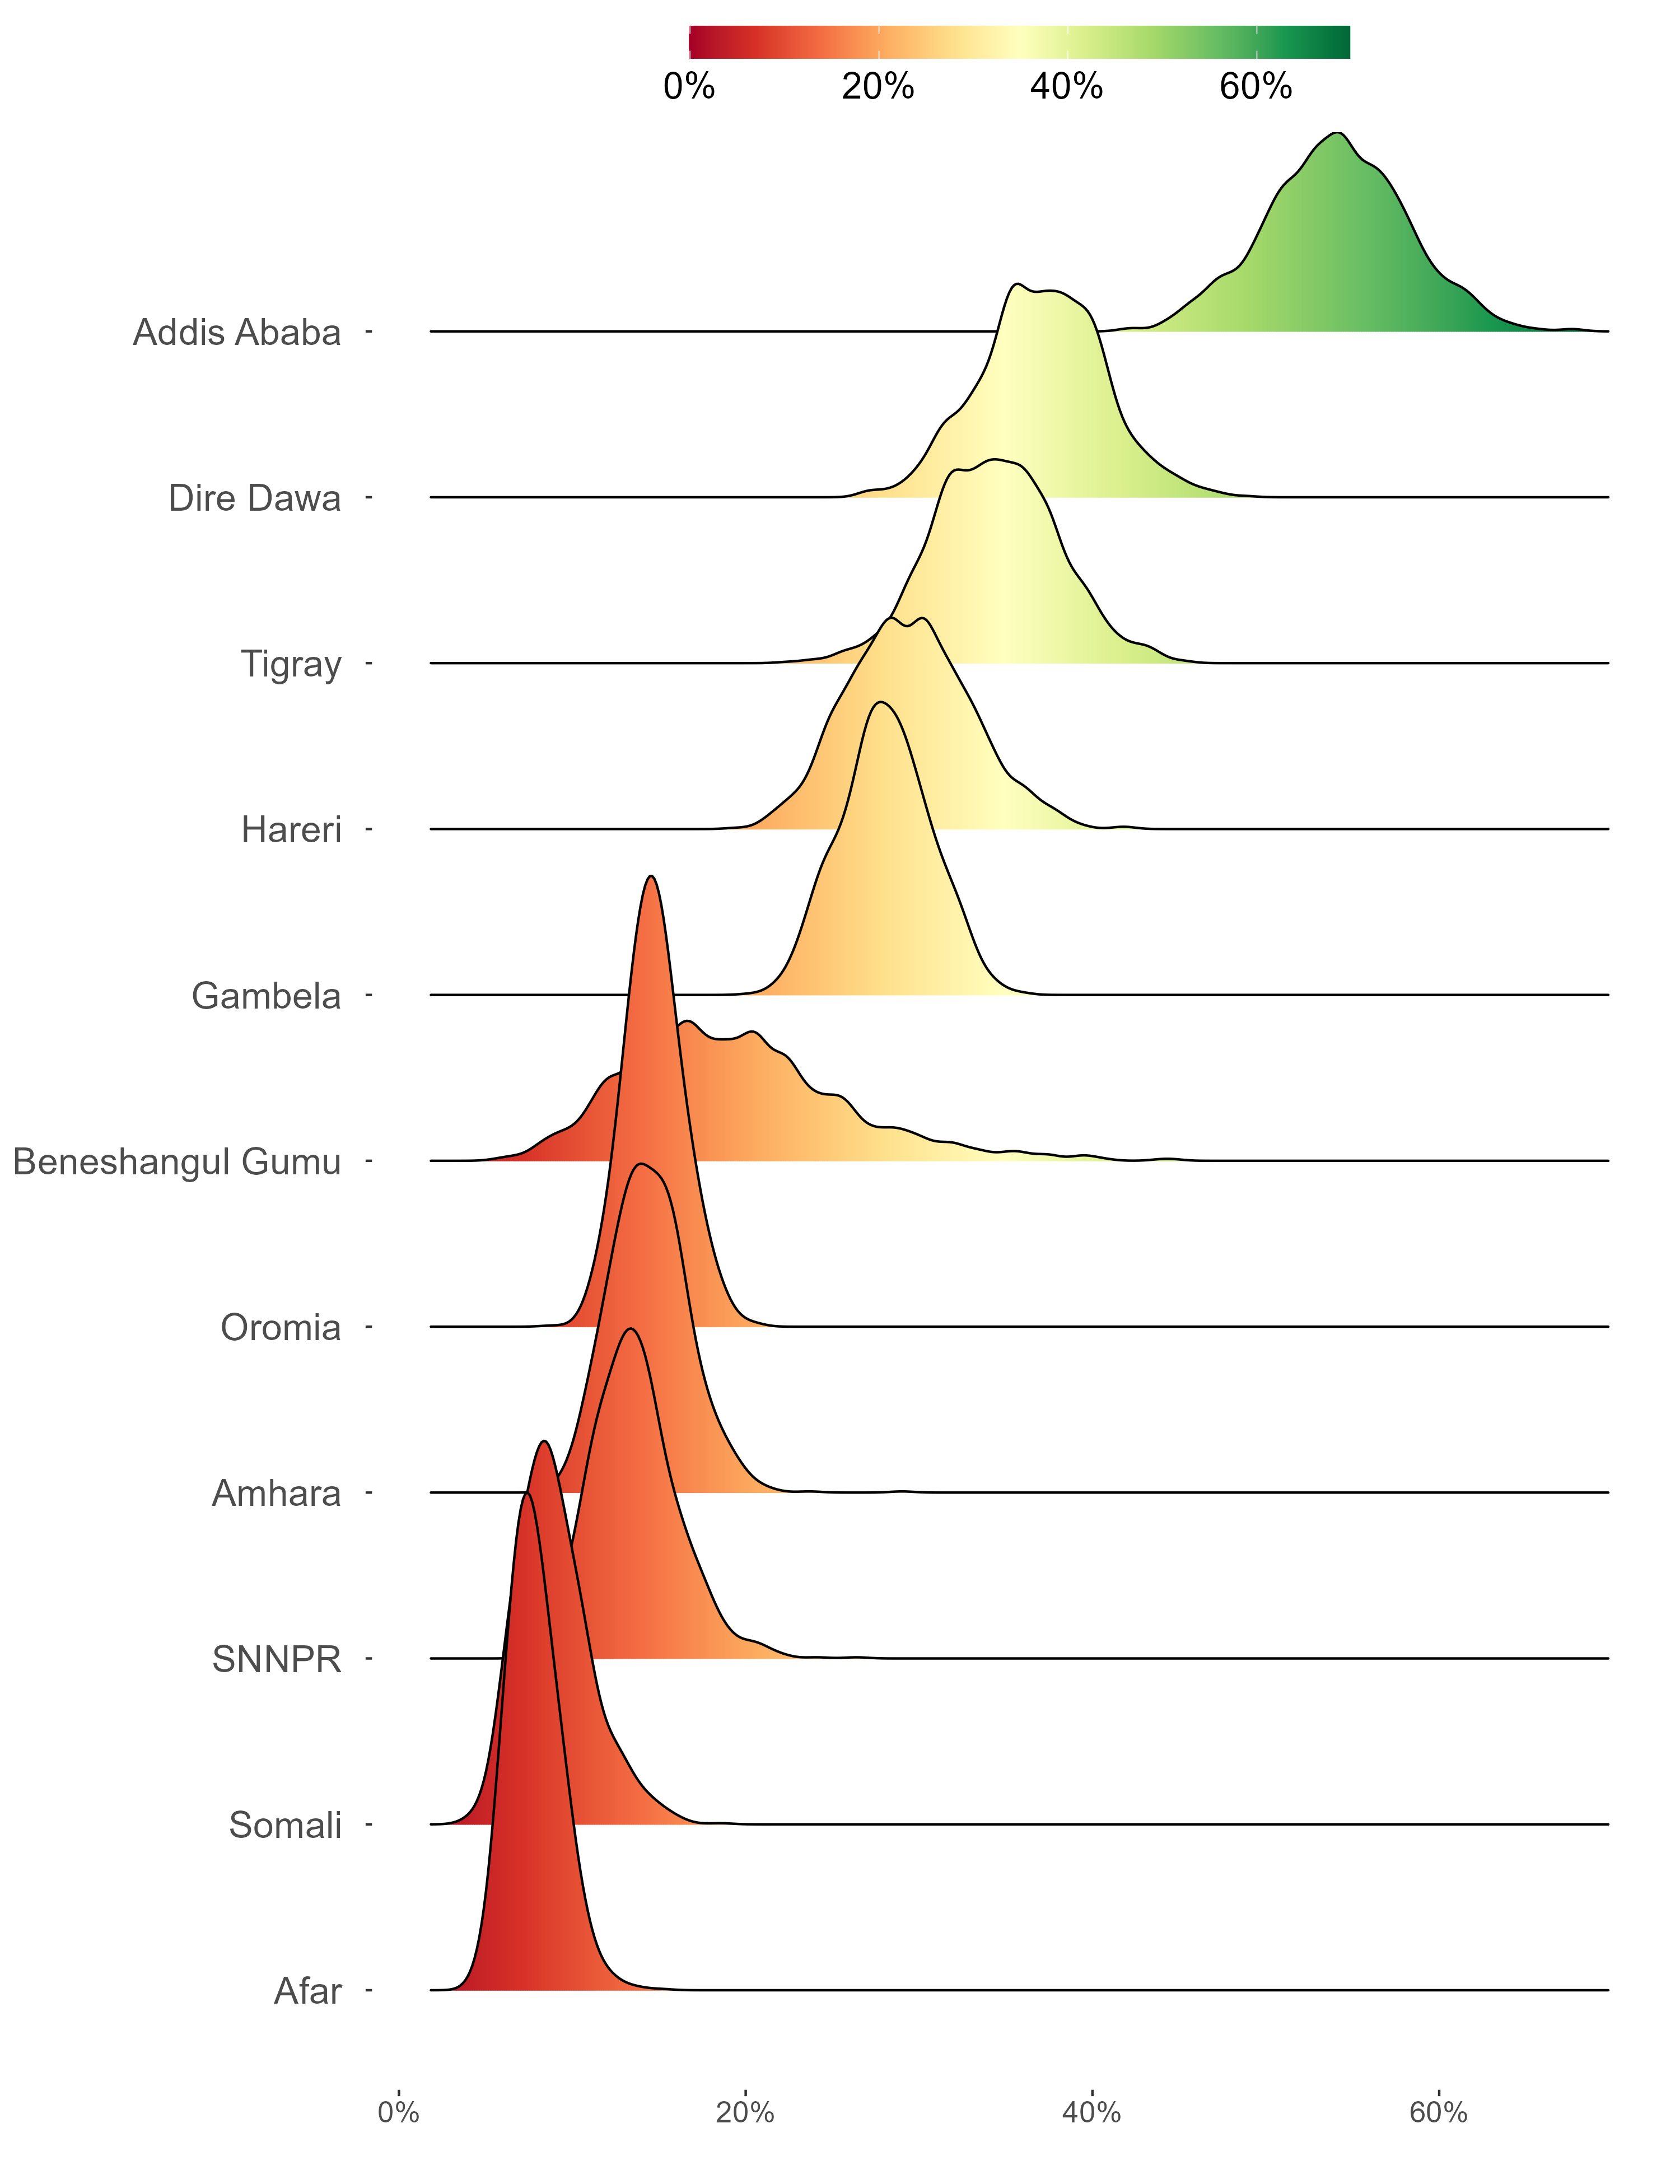 0% 20% 40% 60%
Addis Ababa
Dire Dawa
Tigray
Hareri
Gambela
Beneshangul Gumu
Oromia
Amhara
SNNPR
Somali
Afar
0% 20% 40% 60%